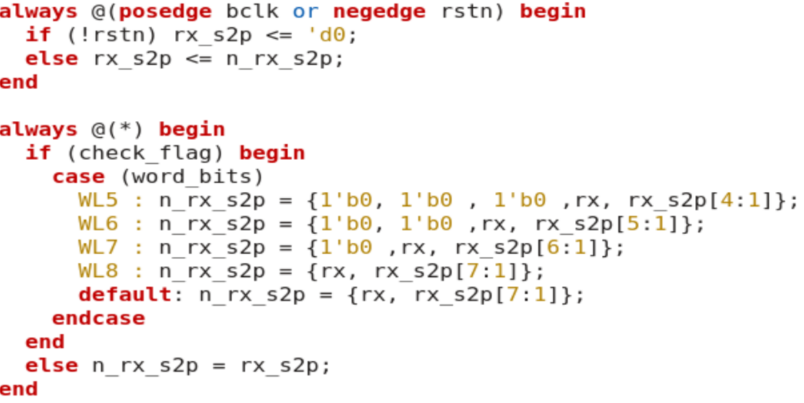 always @(posedge bclk or negedge rstn) begin
  if (!rstn) rx_s2p <= 'd0;
  else rx_s2p <= n_rx_s2p;
end

always @(*) begin
  if (check_flag) begin
    case (word_bits)
      WL5 : n_rx_s2p = {1'b0, 1'b0 , 1'b0 ,rx, rx_s2p[4:1]};
      WL6 : n_rx_s2p = {1'b0, 1'b0 ,rx, rx_s2p[5:1]};
      WL7 : n_rx_s2p = {1'b0 ,rx, rx_s2p[6:1]};
      WL8 : n_rx_s2p = {rx, rx_s2p[7:1]};
      default: n_rx_s2p = {rx, rx_s2p[7:1]};
    endcase
  end
  else n_rx_s2p = rx_s2p;
end